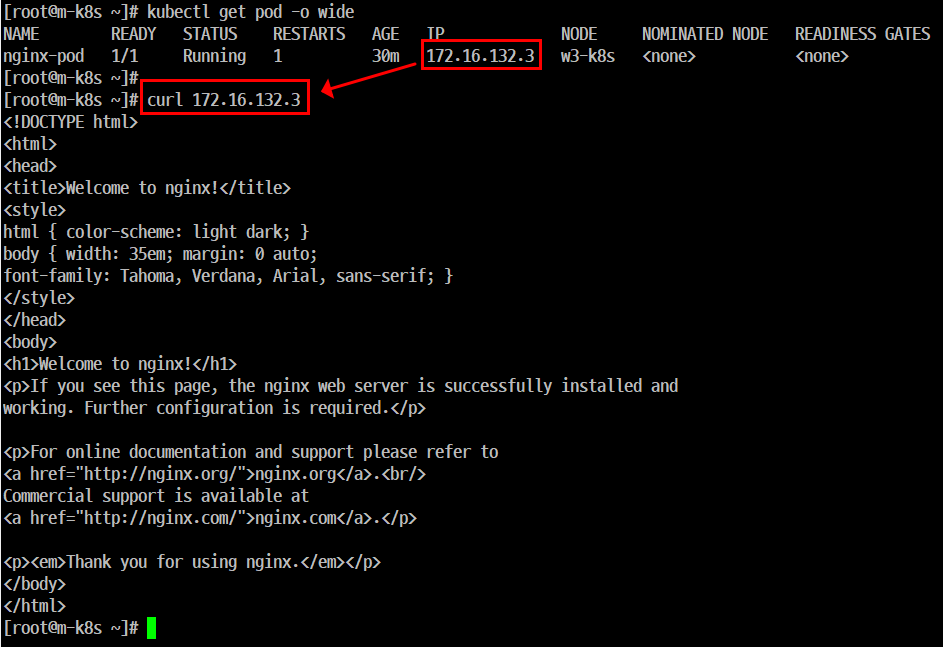 [root@m-k8s ~]# kubectl get pod -o wide
NAME READY STATUS RESTARTS AGE IP NODE NOMINATED NODE READINESS GATES
nginx-pod 1/1 Running 1 30m 172.16.132.3 w3-k8s <none> <none>
[root@m-k8s ~]#
[root@m-k8s ~]# curl 172.16.132.3
<!DOCTYPE html>
<html>
<head>
<title>Welcome to nginx!</title>
<style>
html { color-scheme: light dark; }
body { width: 35em; margin: 0 auto;
font-family: Tahoma, Verdana, Arial, sans-serif; }
</style>
</head>
<body>
<h1>Welcome to nginx!</h1>
<p>If you see this page, the nginx web server is successfully installed and
working. Further configuration is required.</p>

<p>For online documentation and support please refer to
<a href="http://nginx.org/">nginx.org</a>.<br/>
Commercial support is available at
<a href="http://nginx.com/">nginx.com</a>.</p>

<p><em>Thank you for using nginx.</em></p>
</body>
</html>
[root@m-k8s ~]#